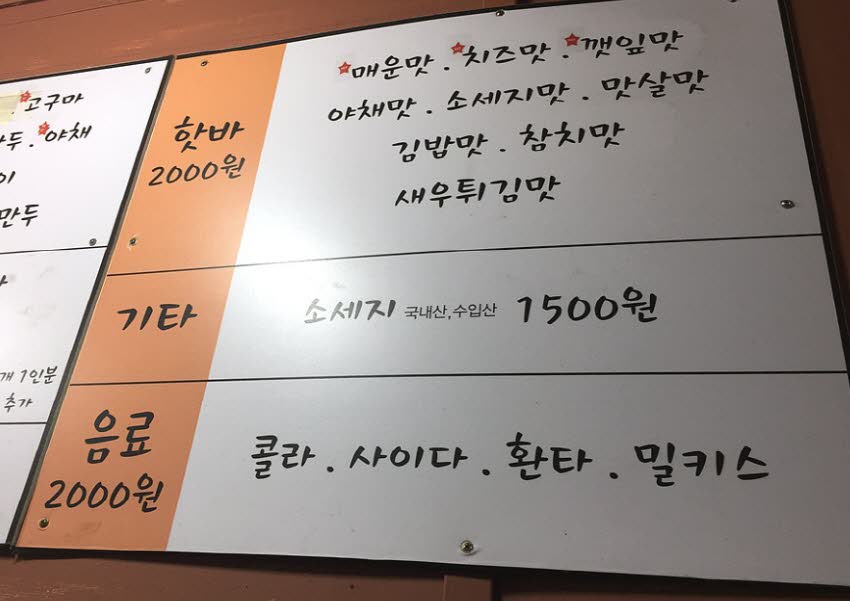 고구마
야채
만두
개 1인분
추가
핫바
2000원
매운맛 . 치즈맛 . 깻잎맛
야채맛 . 소세지맛 . 맛살맛
김밥맛 . 참치맛
새우튀김맛
기타
소세지 국내산, 수입산 1500원
음료
2000원
콜라 . 사이다 . 환타 . 밀키스